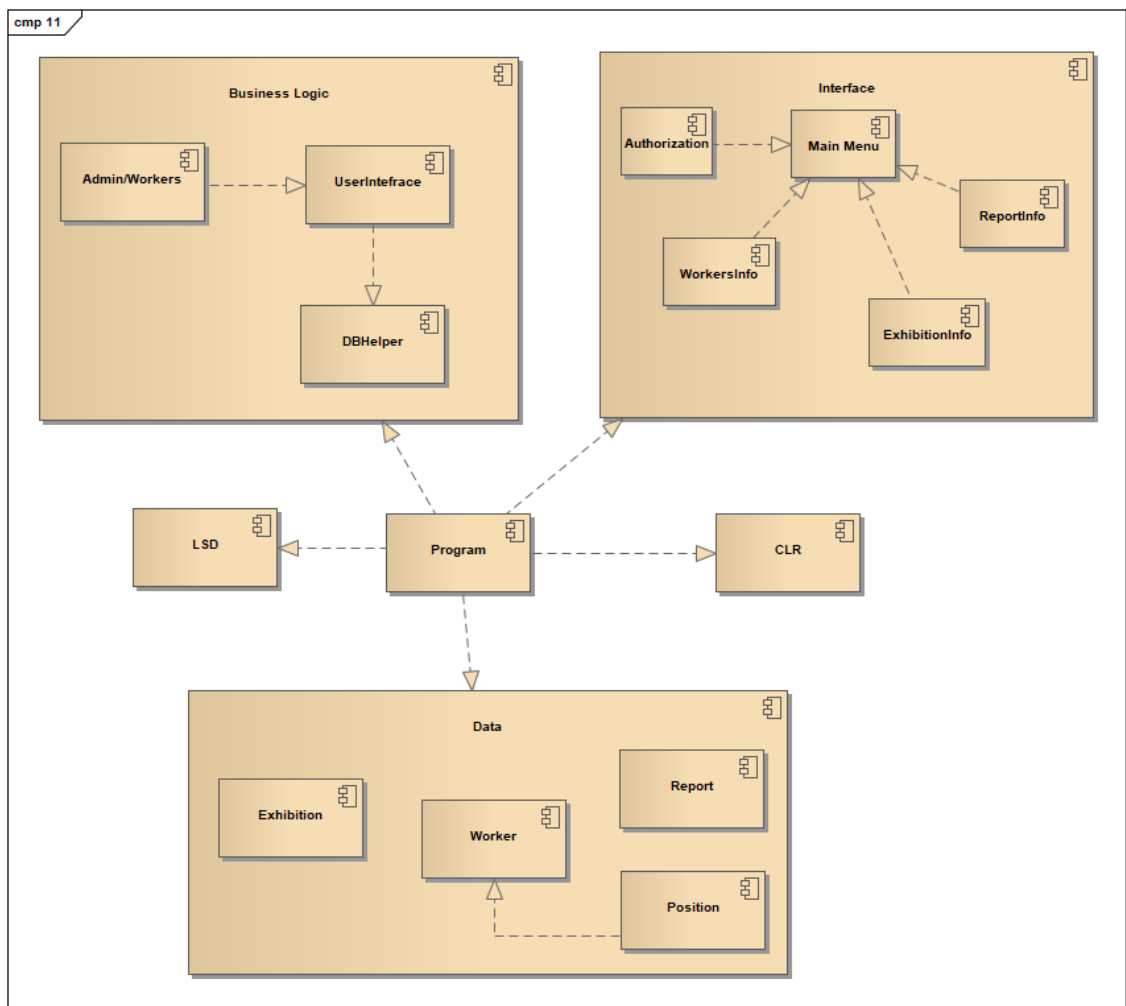 cmp 11
Business Logic
Admin/Workers
UserIntefrace
DBHelper
Interface
Authorization
Main Menu
ReportInfo
WorkersInfo
ExhibitionInfo
LSD
Program
CLR
Data
Exhibition
Worker
Report
Position